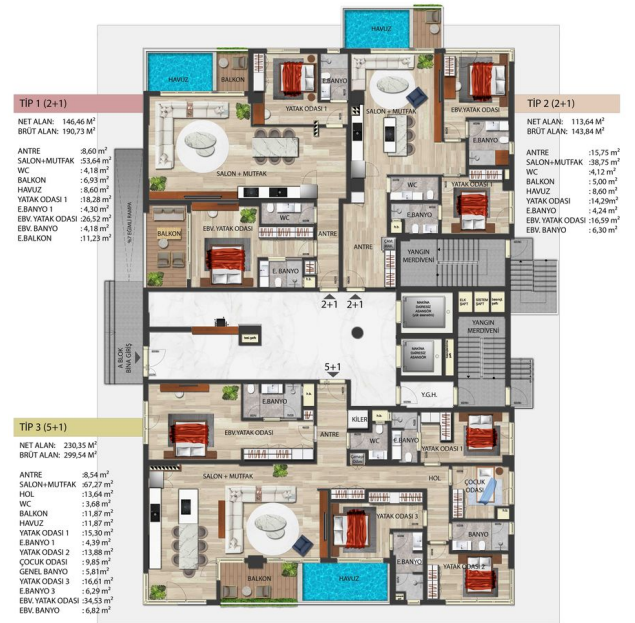 HAVUZ
HAVUZ
BALKON
YATAK ODASI 1
E.BANYO
SALON + MUTFAK
EBV.YATAK ODASI
E.BANYO
TİP 1 (2+1)
NET ALAN: 146,46 M²
BRÜT ALAN: 190,73 M²
ANTRE :8,60 m²
SALON+MUTFAK :53,64 m²
WC :4,18 m²
BALKON :6,93 m²
HAVUZ :8,60 m²
YATAK ODASI 1 :18,28 m²
E.BANYO 1 :4,30 m²
EBV. YATAK ODASI :26,52 m²
EBV. BANYO :4,18 m²
E.BALKON :11,23 m²
TİP 2 (2+1)
NET ALAN: 113,64 M²
BRÜT ALAN: 143,84 M²
ANTRE :15,75 m²
SALON+MUTFAK :38,75 m²
WC :4,12 m²
BALKON :5,00 m²
HAVUZ :8,60 m²
YATAK ODASI :14,29m²
E.BANYO :4,24 m²
EBV. YATAK ODASI :16,59 m²
EBV. BANYO :6,30 m²
SALON + MUTFAK
WC
YATAK ODASI 1
E.BANYO
BALKON
EBV. YATAK ODASI
WC
E. BANYO
ANTRE
ANTRE
YANGIN
MERDİVENİ
2+1
2+1
YANGIN
MERDİVENİ
A BLOK
BİNA GİRİŞ
5+1
Y.G.H.
TİP 3 (5+1)
NET ALAN: 230,35 M²
BRÜT ALAN: 299,54 M²
ANTRE :8,54 m²
SALON+MUTFAK :67,27 m²
HOL :13,64 m²
WC :3,68 m²
BALKON :11,87 m²
HAVUZ :11,87 m²
YATAK ODASI 1 :15,30 m²
E.BANYO 1 :4,39 m²
YATAK ODASI 2 :13,88 m²
ÇOCUK ODASI :9,85 m²
GENEL BANYO :5,81m²
YATAK ODASI 3 :16,61 m²
E.BANYO 3 :6,29 m²
EBV. YATAK ODASI :34,53 m²
EBV. BANYO :6,82 m²
E.BANYO
EBV.YATAK ODASI
ANTRE
KİLER
WC
E.BANYO
YATAK ODASI 1
SALON + MUTFAK
HOL
ÇOCUK
ODASI
YATAK ODASI 3
BANYO
E.BANYO
YATAK ODASI 2
BALKON
HAVUZ